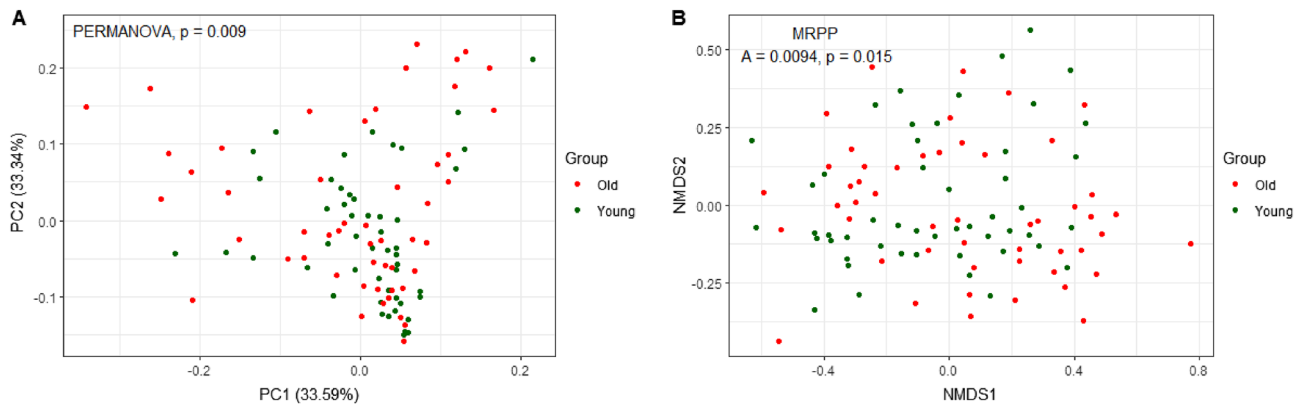 A
PERMANOVA, p = 0.009
0.2
0.1
0.0
-0.1
PC2 (33.34%)
-0.2
0.0
0.2
PC1 (33.59%)
Group
Old
Young
B
MRPP
A = 0.0094, p = 0.015
0.50
0.25
0.00
-0.25
NMDS2
-0.4
0.0
0.4
0.8
NMDS1
Group
Old
Young